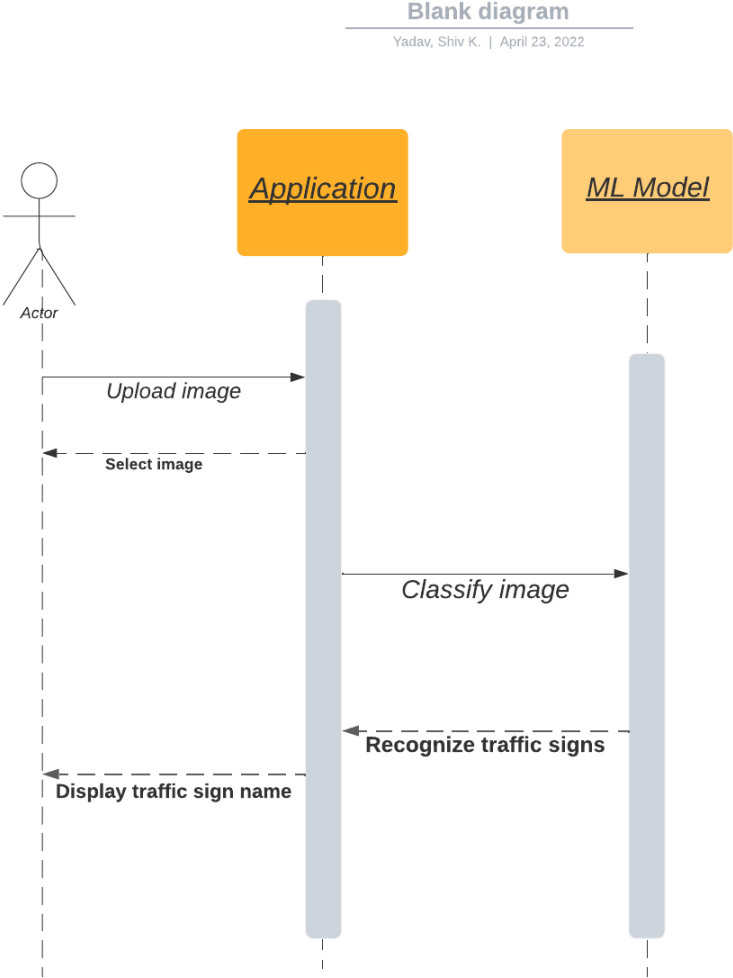 Blank diagram
Yadav, Shiv K. | April 23, 2022
Application
ML Model
Actor
Upload image
Select image
Classify image
Recognize traffic signs
Display traffic sign name